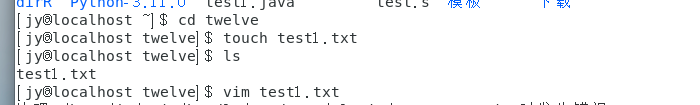 dirR Python-3.11.0 test1.java test.s 模板 下载
[jy@localhost ~]$ cd twelve
[jy@localhost twelve]$ touch test1.txt
[jy@localhost twelve]$ ls
test1.txt
[jy@localhost twelve]$ vim test1.txt